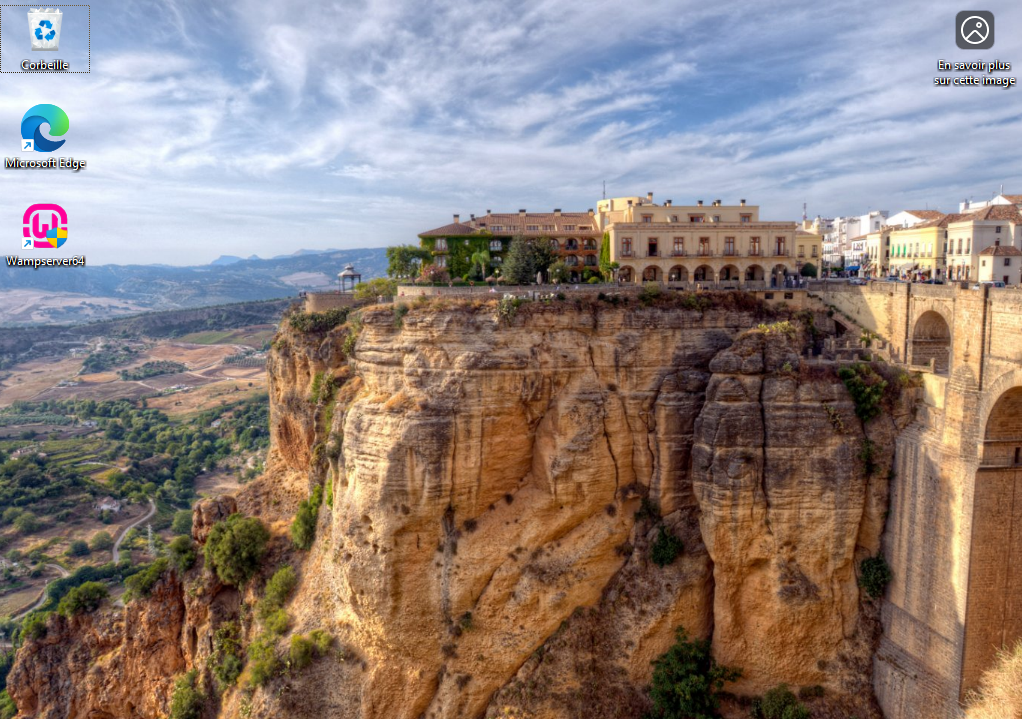 Corbeille
En savoir plus
sur cette image
Microsoft Edge
Wampserver64